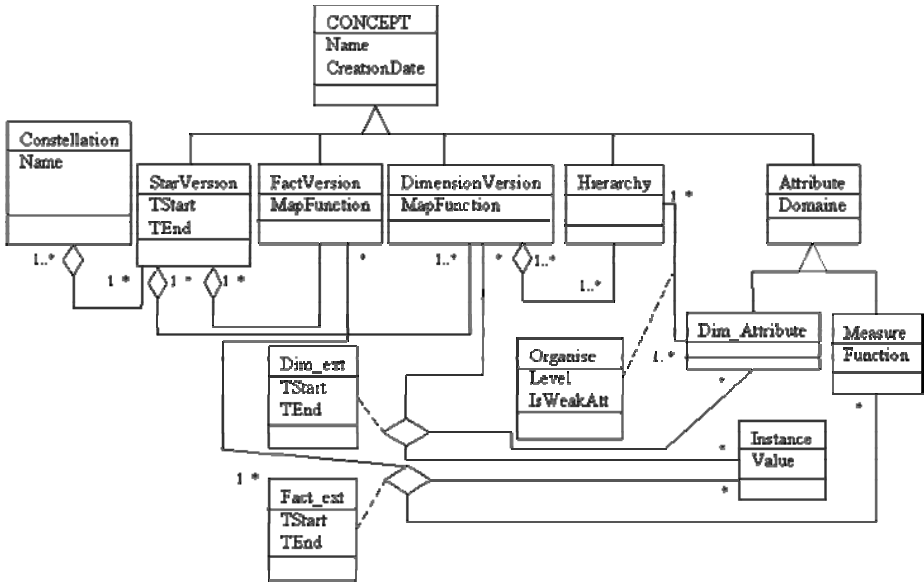 CONCEPT
Name
CreationDate
Constellation
Name
StarVersion
TStart
TEnd
FactVersion
MapFunction
DimensionVersion
MapFunction
Hierarchy
Attribute
Domaine
1 *
1..*
1 *
1 *
1 *
*
1..*
*
1..*
1..*
Dim_Attribute
Measure
Function
Organise
Level
IsWeakAtt
1..*
*
*
Dim_ext
TStart
TEnd
Instance
Value
*
*
1 *
Fact_ext
TStart
TEnd